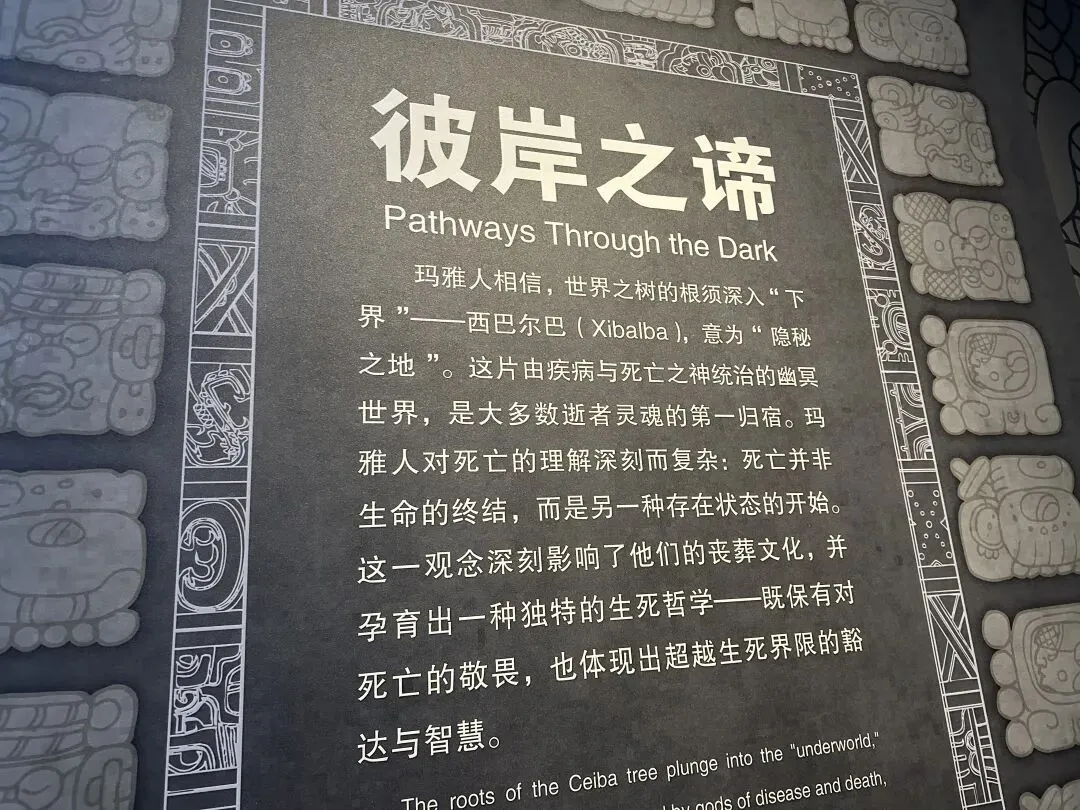 彼岸之谛
Pathways Through the Dark
玛雅人相信，世界之树的根须深入“下
界”——西巴尔巴（Xibalba），意为“隐秘
之地”。这片由疾病与死亡之神统治的幽冥
世界，是大多数逝者灵魂的第一归宿。玛
雅人对死亡的理解深刻而复杂：死亡并非
生命的终结，而是另一种存在状态的开始。
这一观念深刻影响了他们的丧葬文化，并
孕育出一种独特的生死哲学——既保有对
死亡的敬畏，也体现出超越生死界限的豁
达与智慧。
The roots of the Ceiba tree plunge into the "underworld,"
by gods of disease and death,